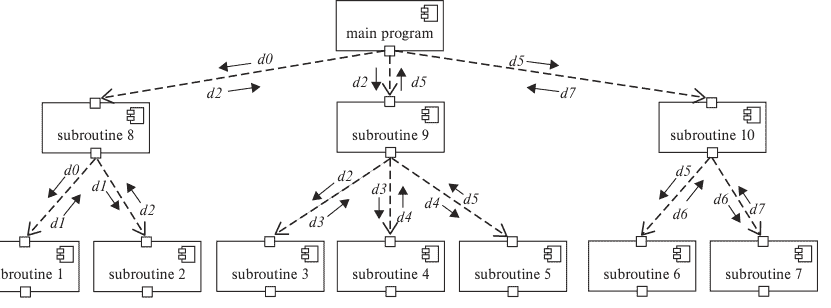 main program
d0
d5
d2
d2
d5
d7
subroutine 8
subroutine 9
subroutine 10
d0
d1
d2
d3
d5
d5
d1
d2
d3
d4
d4
d6
d6
d7
broutine 1
subroutine 2
subroutine 3
subroutine 4
subroutine 5
subroutine 6
subroutine 7